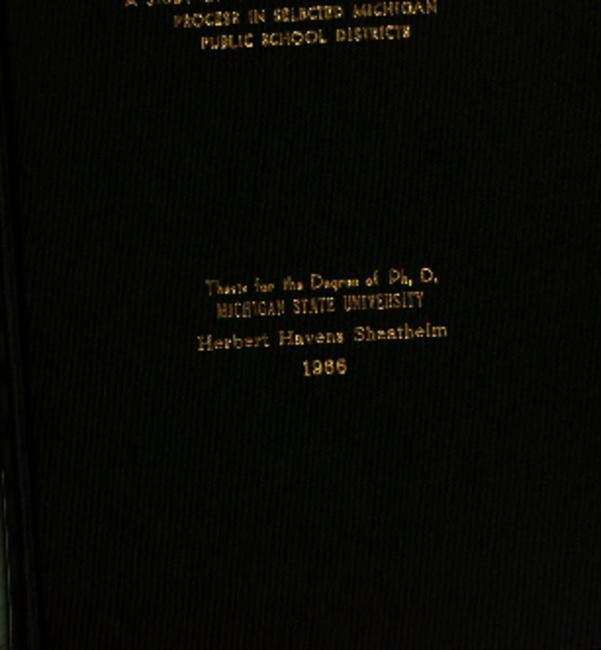 A STUDY
PROCESS IN SELECTED MICHIGAN
PUBLIC SCHOOL DISTRICTS
Thesis for the Degree of Ph. D.
MICHIGAN STATE UNIVERSITY
Herbert Havens Sheathelm
1966